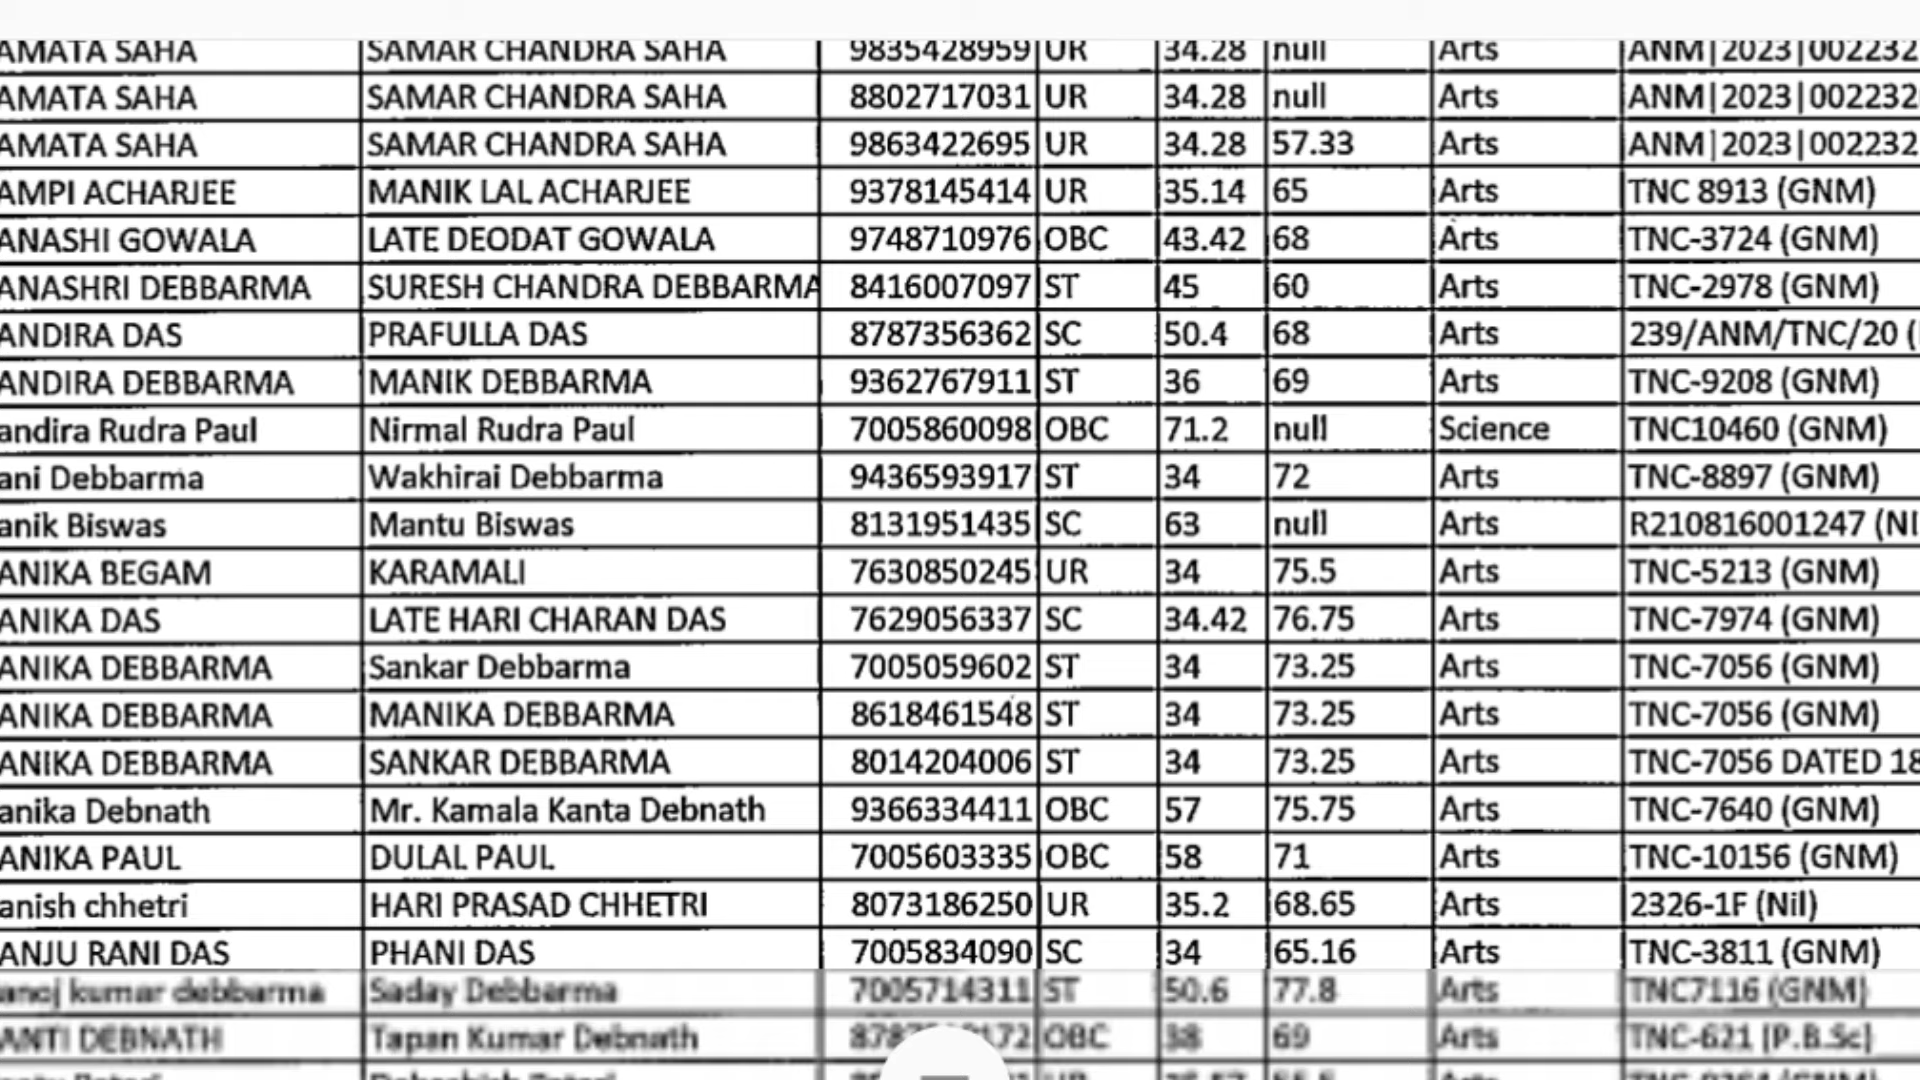 AMATA SAHA SAMAR CHANDRA SAHA 9835428959 UR 34.28 null Arts ANM|2023|002232
AMATA SAHA SAMAR CHANDRA SAHA 8802717031 UR 34.28 null Arts ANM|2023|002232
AMATA SAHA SAMAR CHANDRA SAHA 9863422695 UR 34.28 57.33 Arts ANM|2023|002232
AMPI ACHARJEE MANIK LAL ACHARJEE 9378145414 UR 35.14 65 Arts TNC 8913 (GNM)
ANASHI GOWALA LATE DEODAT GOWALA 9748710976 OBC 43.42 68 Arts TNC-3724 (GNM)
ANASHRI DEBBARMA SURESH CHANDRA DEBBARMA 8416007097 ST 45 60 Arts TNC-2978 (GNM)
ANDIRA DAS PRAFULLA DAS 8787356362 SC 50.4 68 Arts 239/ANM/TNC/20 (
ANDIRA DEBBARMA MANIK DEBBARMA 9362767911 ST 36 69 Arts TNC-9208 (GNM)
andira Rudra Paul Nirmal Rudra Paul 7005860098 OBC 71.2 null Science TNC10460 (GNM)
ani Debbarma Wakhirai Debbarma 9436593917 ST 34 72 Arts TNC-8897 (GNM)
anik Biswas Mantu Biswas 8131951435 SC 63 null Arts R210816001247 (NI
ANIKA BEGAM KARAMALI 7630850245 UR 34 75.5 Arts TNC-5213 (GNM)
ANIKA DAS LATE HARI CHARAN DAS 7629056337 SC 34.42 76.75 Arts TNC-7974 (GNM)
ANIKA DEBBARMA Sankar Debbarma 7005059602 ST 34 73.25 Arts TNC-7056 (GNM)
ANIKA DEBBARMA MANIKA DEBBARMA 8618461548 ST 34 73.25 Arts TNC-7056 (GNM)
ANIKA DEBBARMA SANKAR DEBBARMA 8014204006 ST 34 73.25 Arts TNC-7056 DATED 18
anika Debnath Mr. Kamala Kanta Debnath 9366334411 OBC 57 75.75 Arts TNC-7640 (GNM)
ANIKA PAUL DULAL PAUL 7005603335 OBC 58 71 Arts TNC-10156 (GNM)
anish chhetri HARI PRASAD CHHETRI 8073186250 UR 35.2 68.65 Arts 2326-1F (Nil)
ANJU RANI DAS PHANI DAS 7005834090 SC 34 65.16 Arts TNC-3811 (GNM)
anoj kumar debbarma Saday Debbarma 7005714311 ST 50.6 77.8 Arts TNC7116 (GNM)
ANTI DEBNATH Tapan Kumar Debnath OBC 38 69 Arts TNC-621 (P.B.Sc)